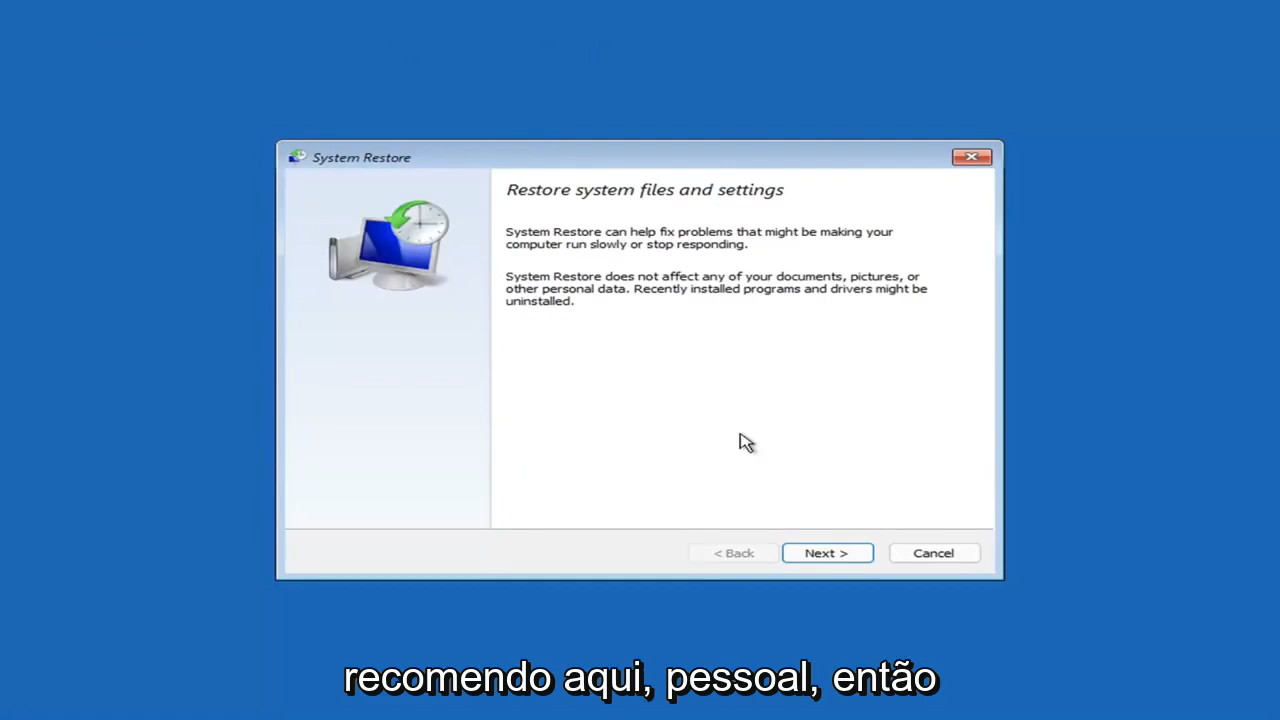 System Restore
Restore system files and settings
System Restore can help fix problems that might be making your
computer run slowly or stop responding.
System Restore does not affect any of your documents, pictures, or
other personal data. Recently installed programs and drivers might be
uninstalled.
< Back Next > Cancel
recomendo aqui, pessoal, então